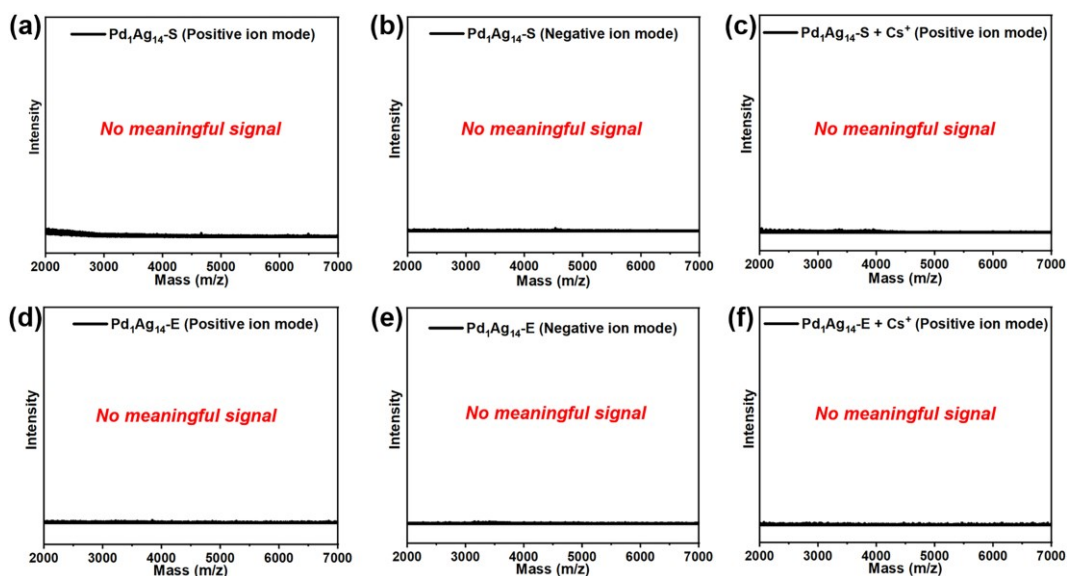 (a)
Pd₁Ag₁₄-S (Positive ion mode)
No meaningful signal
Intensity
2000 3000 4000 5000 6000 7000
Mass (m/z)
(b)
Pd₁Ag₁₄-S (Negative ion mode)
No meaningful signal
Intensity
2000 3000 4000 5000 6000 7000
Mass (m/z)
(c)
Pd₁Ag₁₄-S + Cs⁺ (Positive ion mode)
No meaningful signal
Intensity
2000 3000 4000 5000 6000 7000
Mass (m/z)
(d)
Pd₁Ag₁₄-E (Positive ion mode)
No meaningful signal
Intensity
2000 3000 4000 5000 6000 7000
Mass (m/z)
(e)
Pd₁Ag₁₄-E (Negative ion mode)
No meaningful signal
Intensity
2000 3000 4000 5000 6000 7000
Mass (m/z)
(f)
Pd₁Ag₁₄-E + Cs⁺ (Positive ion mode)
No meaningful signal
Intensity
2000 3000 4000 5000 6000 7000
Mass (m/z)